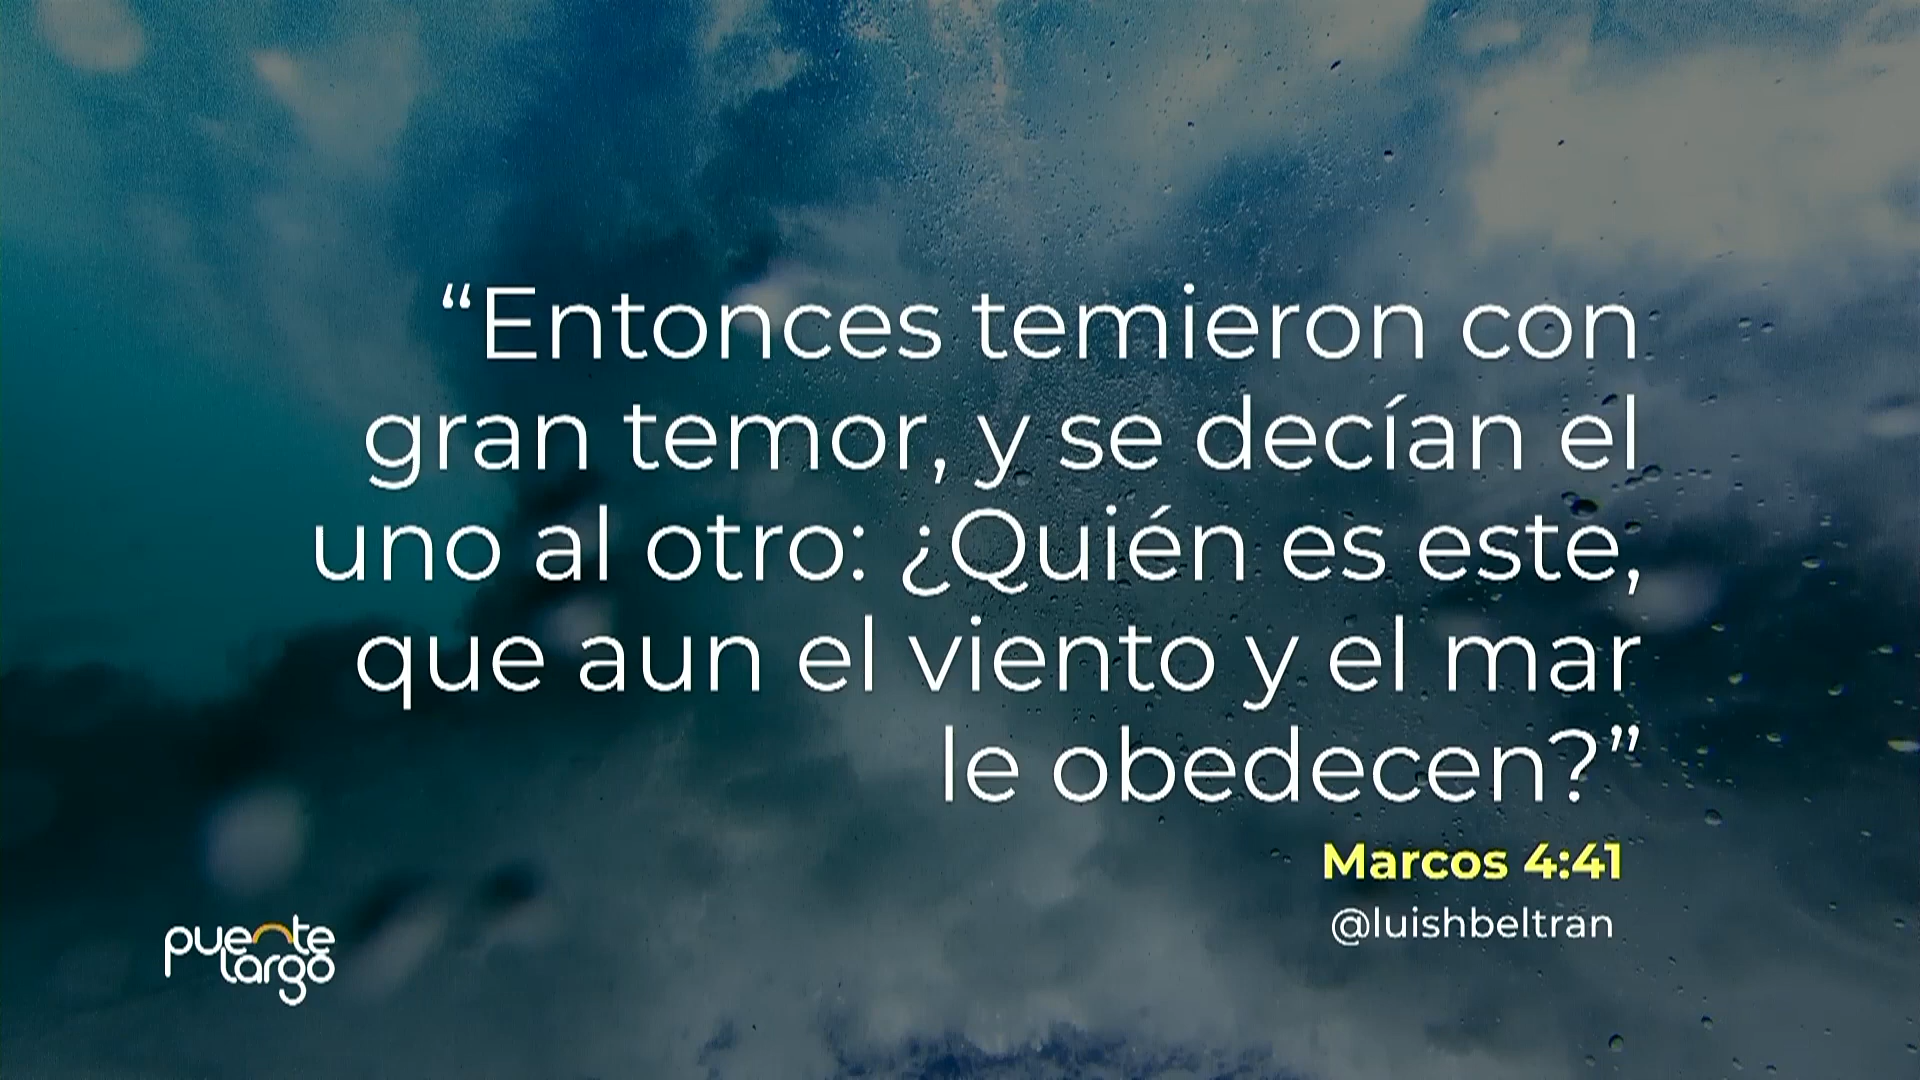 “Entonces temieron con
gran temor, y se decían el
uno al otro: ¿Quién es este,
que aun el viento y el mar
le obedecen?”
Marcos 4:41
@luishbeltran
puente
largo